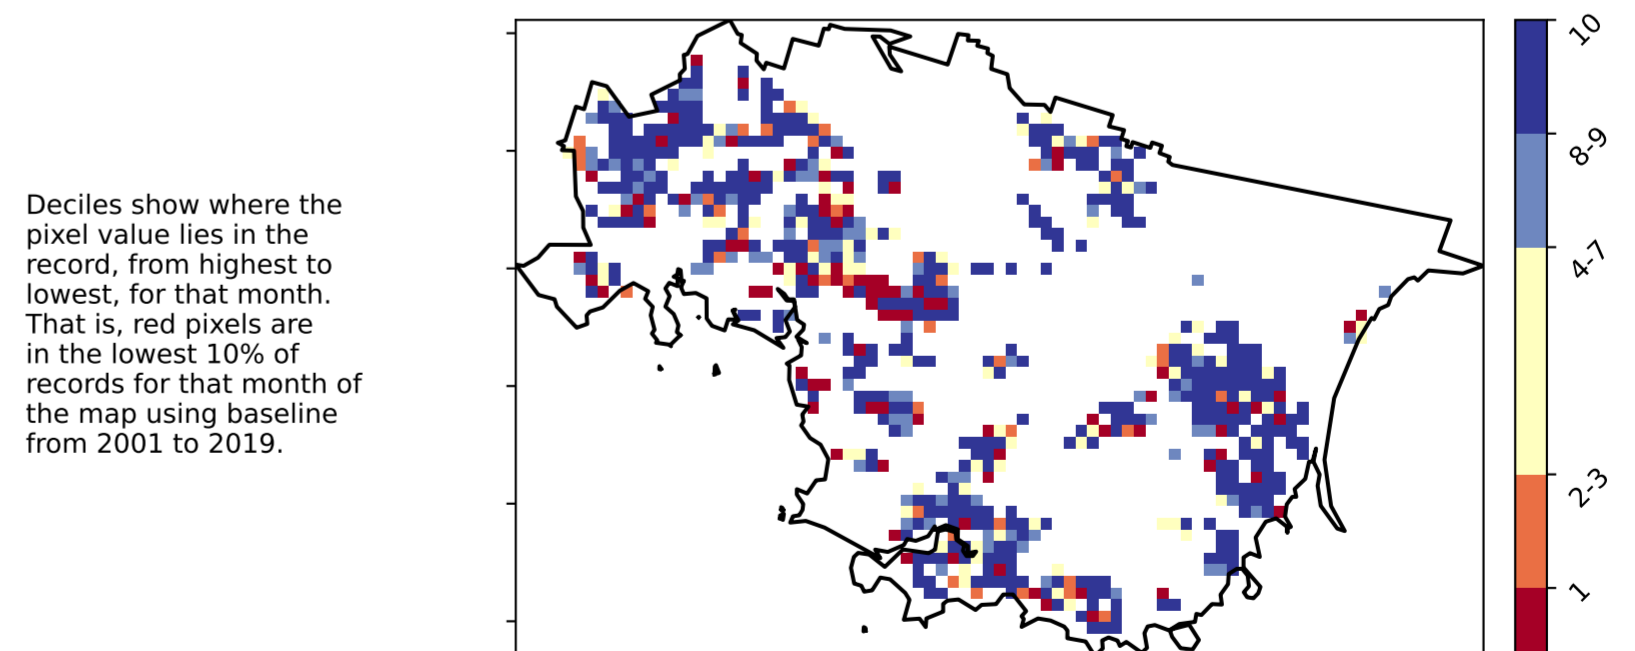 Deciles show where the
pixel value lies in the
record, from highest to
lowest, for that month.
That is, red pixels are
in the lowest 10% of
records for that month of
the map using baseline
from 2001 to 2019.
10
8-9
4-7
2-3
1